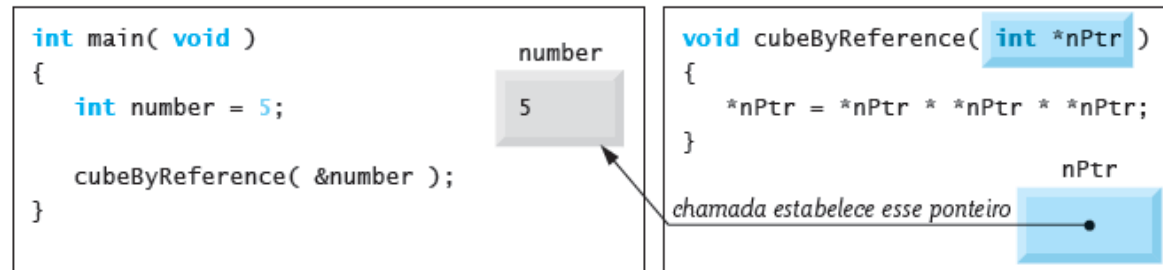 int main( void )
{
int number = 5;
cubeByReference( &number );
}
number
5
void cubeByReference( int *nPtr )
{
*nPtr = *nPtr * *nPtr * *nPtr;
}
nPtr
chamada estabelece esse ponteiro